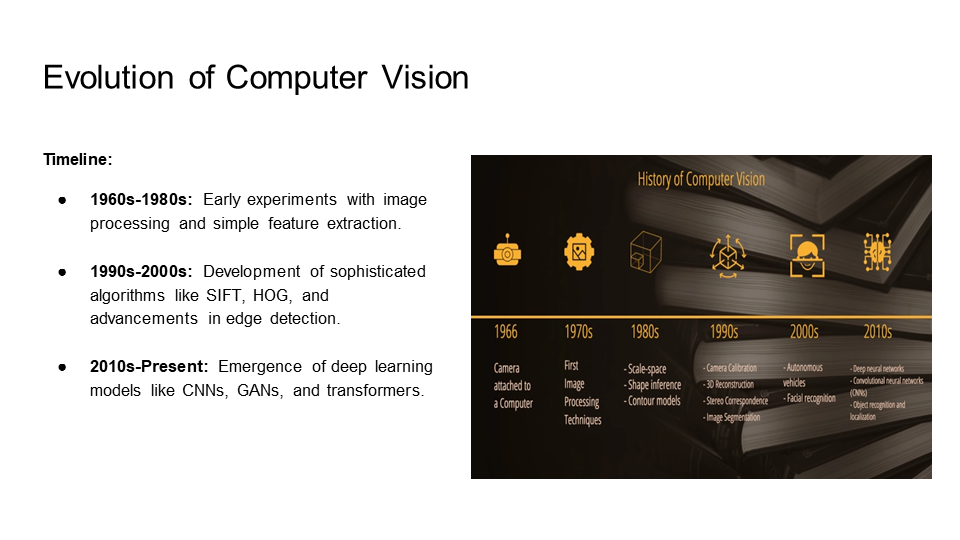 Evolution of Computer Vision
Timeline:
● 1960s-1980s: Early experiments with image
processing and simple feature extraction.
● 1990s-2000s: Development of sophisticated
algorithms like SIFT, HOG, and
advancements in edge detection.
● 2010s-Present: Emergence of deep learning
models like CNNs, GANs, and transformers.
History of Computer Vision
1966
Camera
attached to
a Computer
1970s
First
Image
Processing
Techniques
1980s
- Scale-space
- Shape inference
- Contour models
1990s
- Camera Calibration
- 3D Reconstruction
- Stereo Correspondence
- Image Segmentation
2000s
- Autonomous
vehicles
- Facial recognition
2010s
- Deep neural networks
- Convolutional neural networks
(CNNs)
- Object recognition and
localization